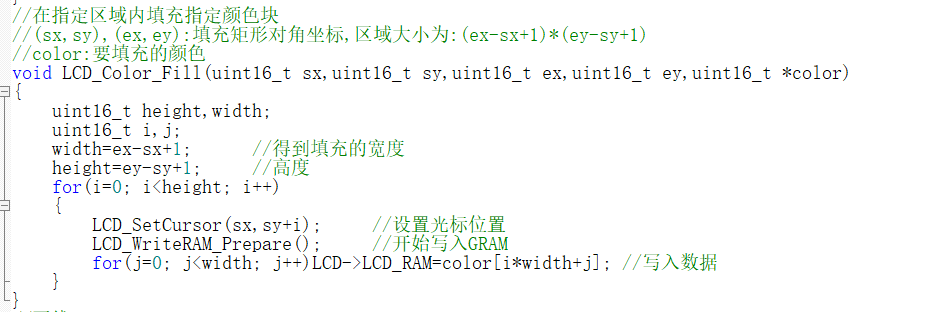 //在指定区域内填充指定颜色块
//(sx,sy),(ex,ey):填充矩形对角坐标,区域大小为:(ex-sx+1)*(ey-sy+1)
//color:要填充的颜色
void LCD_Color_Fill(uint16_t sx,uint16_t sy,uint16_t ex,uint16_t ey,uint16_t *color)
{
    uint16_t height,width;
    uint16_t i,j;
    width=ex-sx+1;      //得到填充的宽度
    height=ey-sy+1;     //高度
    for(i=0; i<height; i++)
    {
        LCD_SetCursor(sx,sy+i);     //设置光标位置
        LCD_WriteRAM_Prepare();     //开始写入GRAM
        for(j=0; j<width; j++)LCD->LCD_RAM=color[i*width+j]; //写入数据
    }
}